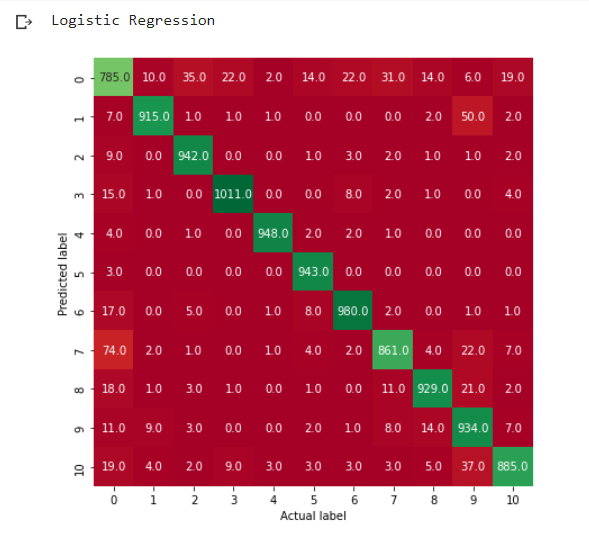 Logistic Regression
0 785.0 10.0 35.0 22.0 2.0 14.0 22.0 31.0 14.0 6.0 19.0
1 7.0 915.0 1.0 1.0 1.0 0.0 0.0 0.0 2.0 50.0 2.0
2 9.0 0.0 942.0 0.0 0.0 1.0 3.0 2.0 1.0 1.0 2.0
3 15.0 1.0 0.0 1011.0 0.0 0.0 8.0 2.0 1.0 0.0 4.0
4 4.0 0.0 1.0 0.0 948.0 2.0 2.0 1.0 0.0 0.0 0.0
5 3.0 0.0 0.0 0.0 0.0 943.0 0.0 0.0 0.0 0.0 0.0
6 17.0 0.0 5.0 0.0 1.0 8.0 980.0 2.0 0.0 1.0 1.0
7 74.0 2.0 1.0 0.0 1.0 4.0 2.0 861.0 4.0 22.0 7.0
8 18.0 1.0 3.0 1.0 0.0 1.0 0.0 11.0 929.0 21.0 2.0
9 11.0 9.0 3.0 0.0 0.0 2.0 1.0 8.0 14.0 934.0 7.0
10 19.0 4.0 2.0 9.0 3.0 3.0 3.0 3.0 5.0 37.0 885.0
0 1 2 3 4 5 6 7 8 9 10
Predicted label
Actual label